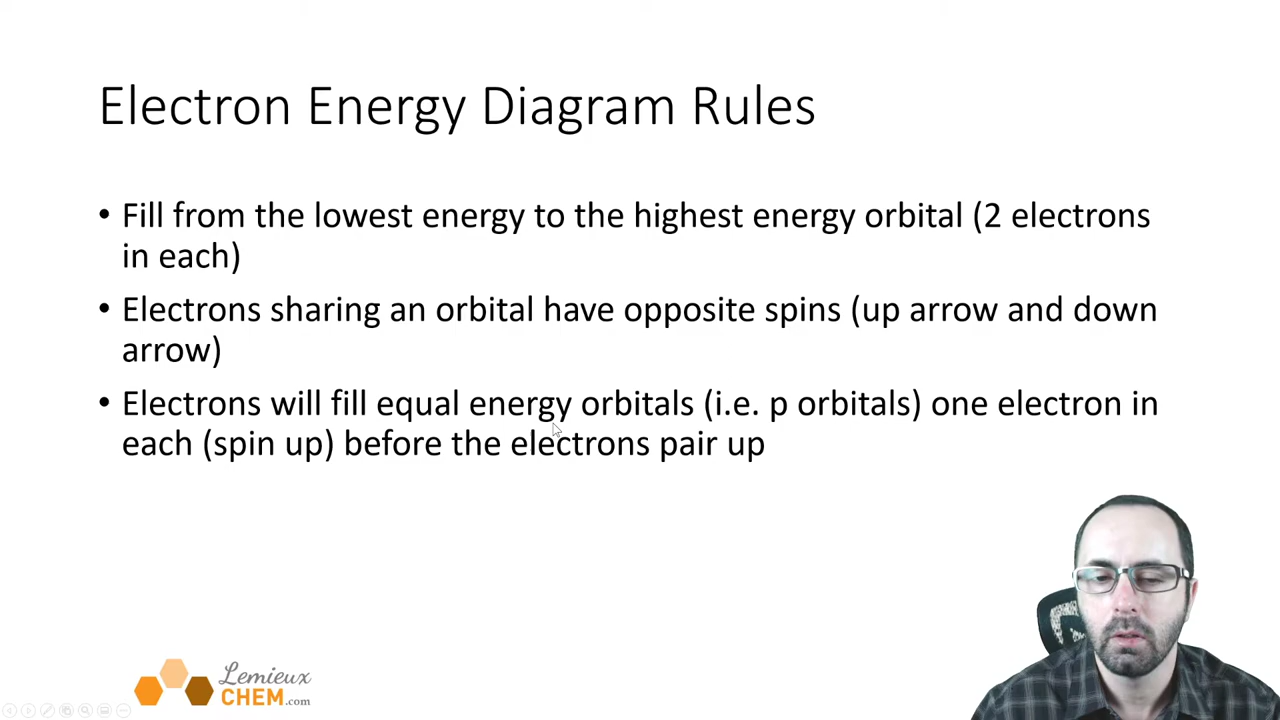 Electron Energy Diagram Rules
• Fill from the lowest energy to the highest energy orbital (2 electrons
in each)
• Electrons sharing an orbital have opposite spins (up arrow and down
arrow)
• Electrons will fill equal energy orbitals (i.e. p orbitals) one electron in
each (spin up) before the electrons pair up
Lemieux
CHEM.com